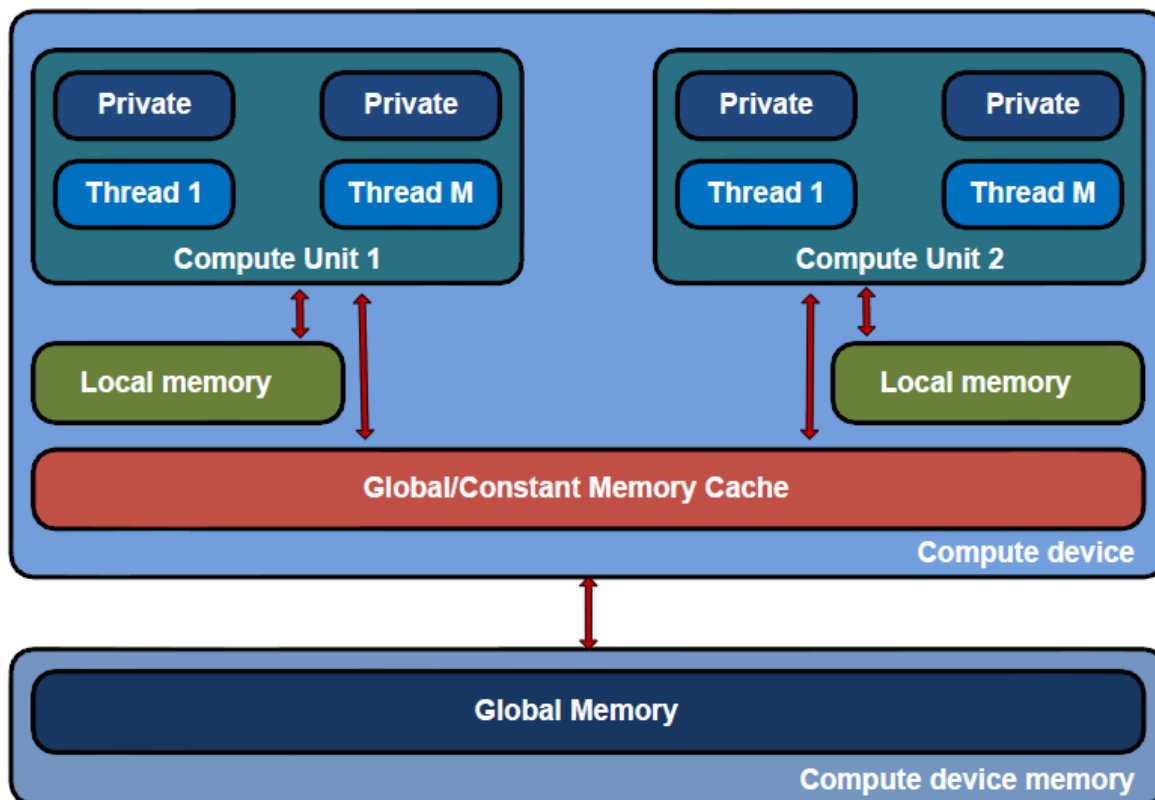 Private
Private
Private
Private
Thread 1
Thread M
Thread 1
Thread M
Compute Unit 1
Compute Unit 2
Local memory
Local memory
Global/Constant Memory Cache
Compute device
Global Memory
Compute device memory